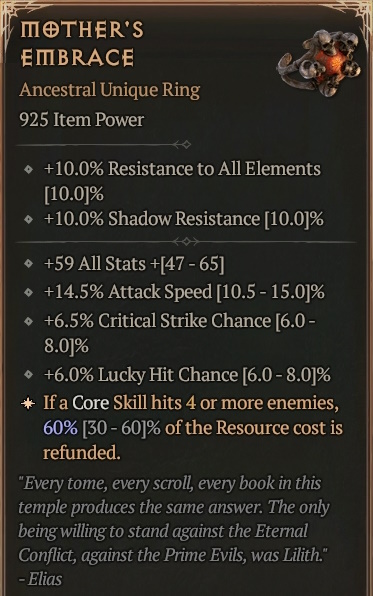 MOTHER'S
EMBRACE
Ancestral Unique Ring
925 Item Power
+10.0% Resistance to All Elements
[10.0]%
+10.0% Shadow Resistance [10.0]%
+59 All Stats +[47 - 65]
+14.5% Attack Speed [10.5 - 15.0]%
+6.5% Critical Strike Chance [6.0 -
8.0]%
+6.0% Lucky Hit Chance [6.0 - 8.0]%
If a Core Skill hits 4 or more enemies,
60% [30 - 60]% of the Resource cost is
refunded.
"Every tome, every scroll, every book in this
temple produces the same answer. The only
being willing to stand against the Eternal
Conflict, against the Prime Evils, was Lilith."
- Elias